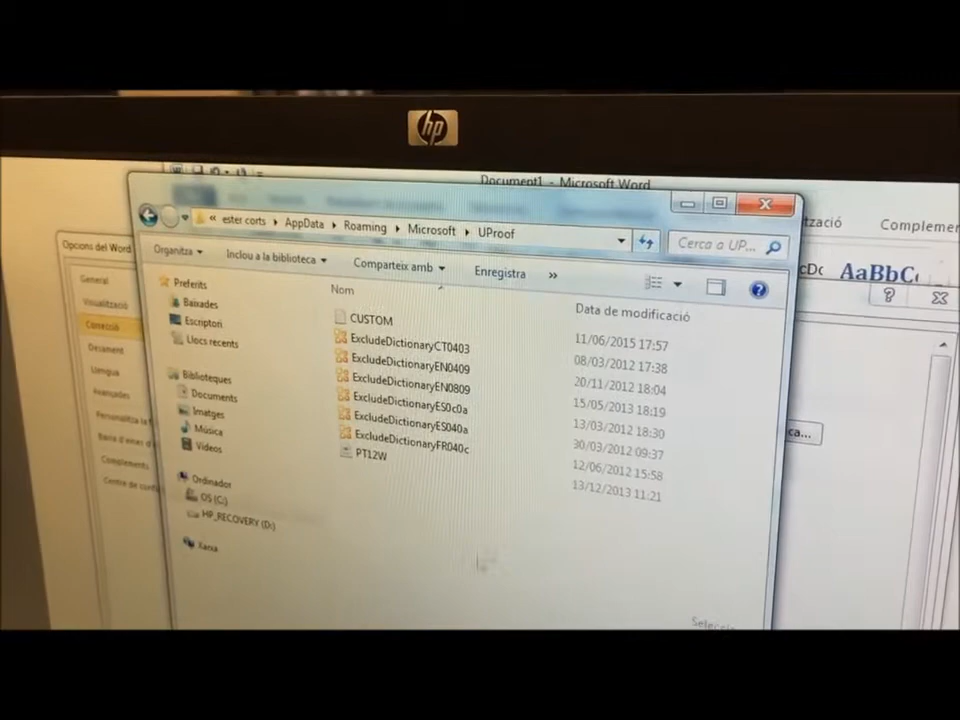 hp
Document1 - Microsoft Word
« ester corts AppData Roaming Microsoft UProof
Cerca a UP...
Organitza
Inclou a la biblioteca
Comparteix amb
Enregistra
»
Complemen
AaBbC
Opcions del Word
General
Visualització
Correcció
Desament
Llengua
Avançades
Personalitza la
Complements
Preferits
Baixades
Escriptori
Llocs recents
Biblioteques
Documents
Imatges
Música
Vídeos
Ordinador
OS (C:)
HP_RECOVERY (D:)
Xarxa
Nom
Data de modificació
CUSTOM
11/06/2015 17:57
ExcludeDictionaryCT0403
08/03/2012 17:38
ExcludeDictionaryEN0409
20/11/2012 18:04
ExcludeDictionaryEN0809
15/05/2013 18:19
ExcludeDictionaryES0c0a
13/03/2012 18:30
ExcludeDictionaryES040a
30/03/2012 09:37
ExcludeDictionaryFR040c
12/06/2012 15:58
PT12W
13/12/2013 11:21
ca...